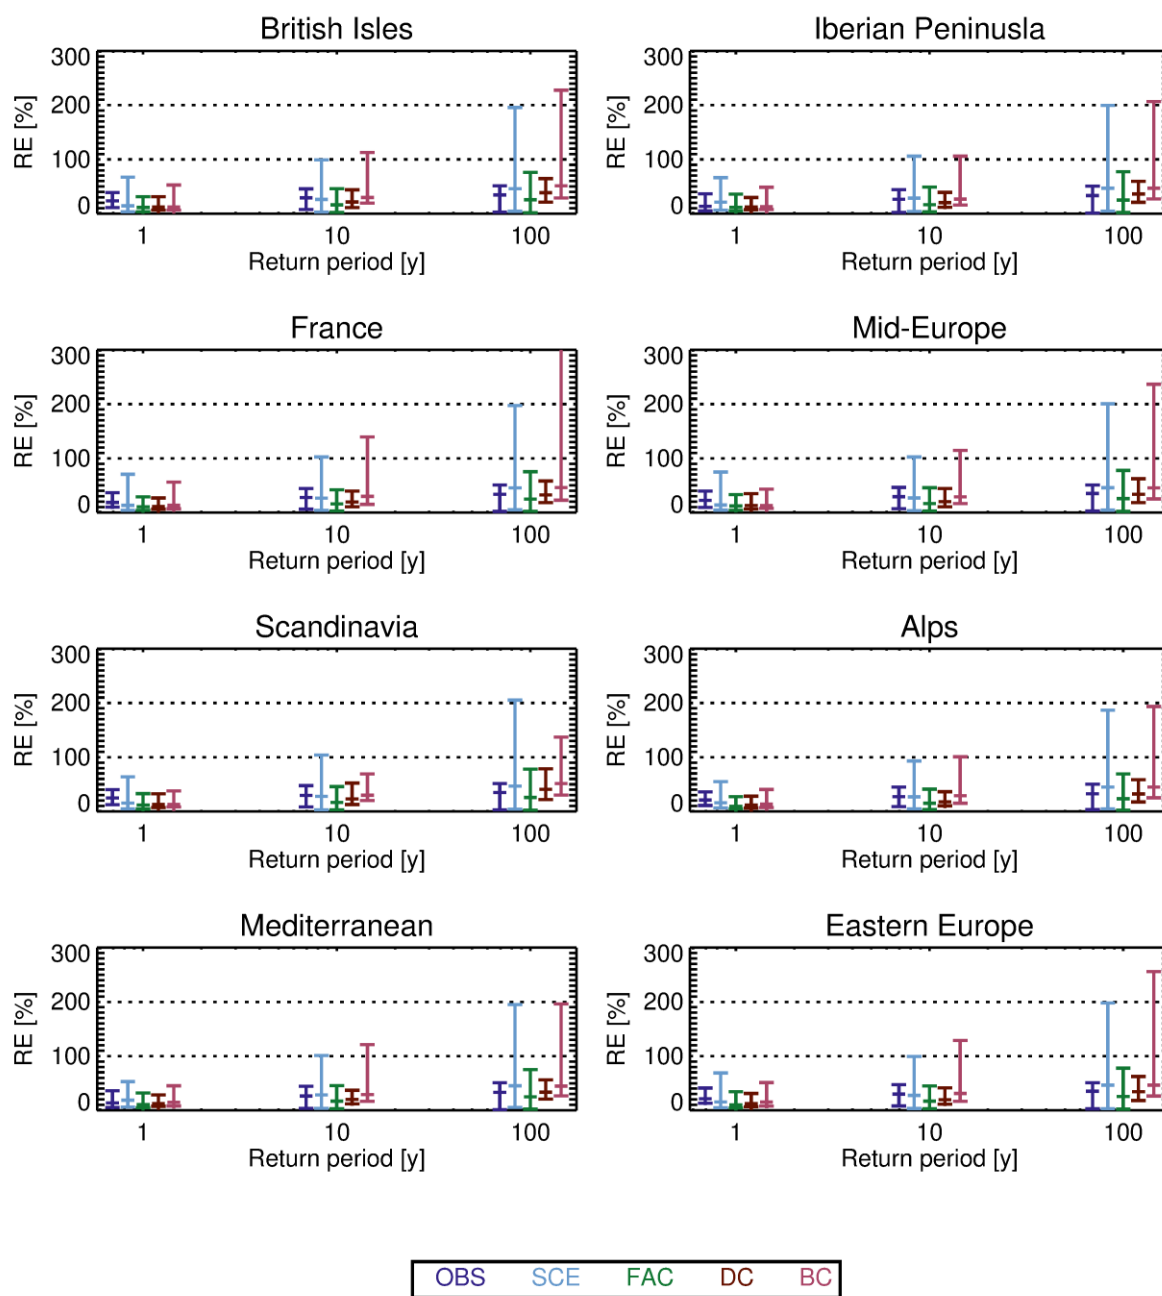 British Isles
Iberian Peninusla
300
200
100
0
RE [%]
1
10
100
Return period [y]
300
200
100
0
RE [%]
1
10
100
Return period [y]
France
Mid-Europe
300
200
100
0
RE [%]
1
10
100
Return period [y]
300
200
100
0
RE [%]
1
10
100
Return period [y]
Scandinavia
Alps
300
200
100
0
RE [%]
1
10
100
Return period [y]
300
200
100
0
RE [%]
1
10
100
Return period [y]
Mediterranean
Eastern Europe
300
200
100
0
RE [%]
1
10
100
Return period [y]
300
200
100
0
RE [%]
1
10
100
Return period [y]
OBS SCE FAC DC BC